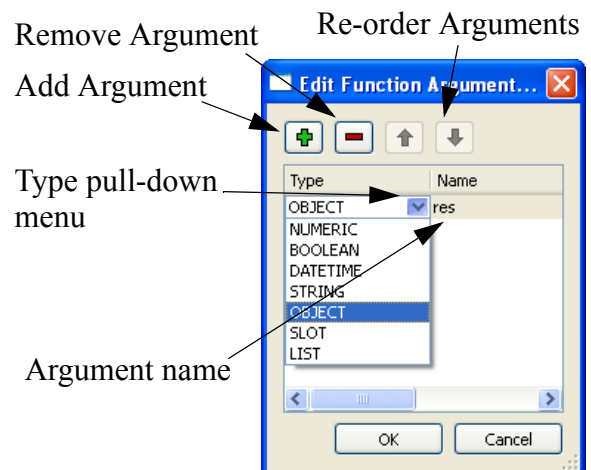 Re-order Arguments
Remove Argument
Add Argument
Edit Function Argument...
Type pull-down
menu
Type Name
OBJECT res
NUMERIC
BOOLEAN
DATETIME
STRING
OBJECT
SLOT
LIST
Argument name
OK Cancel